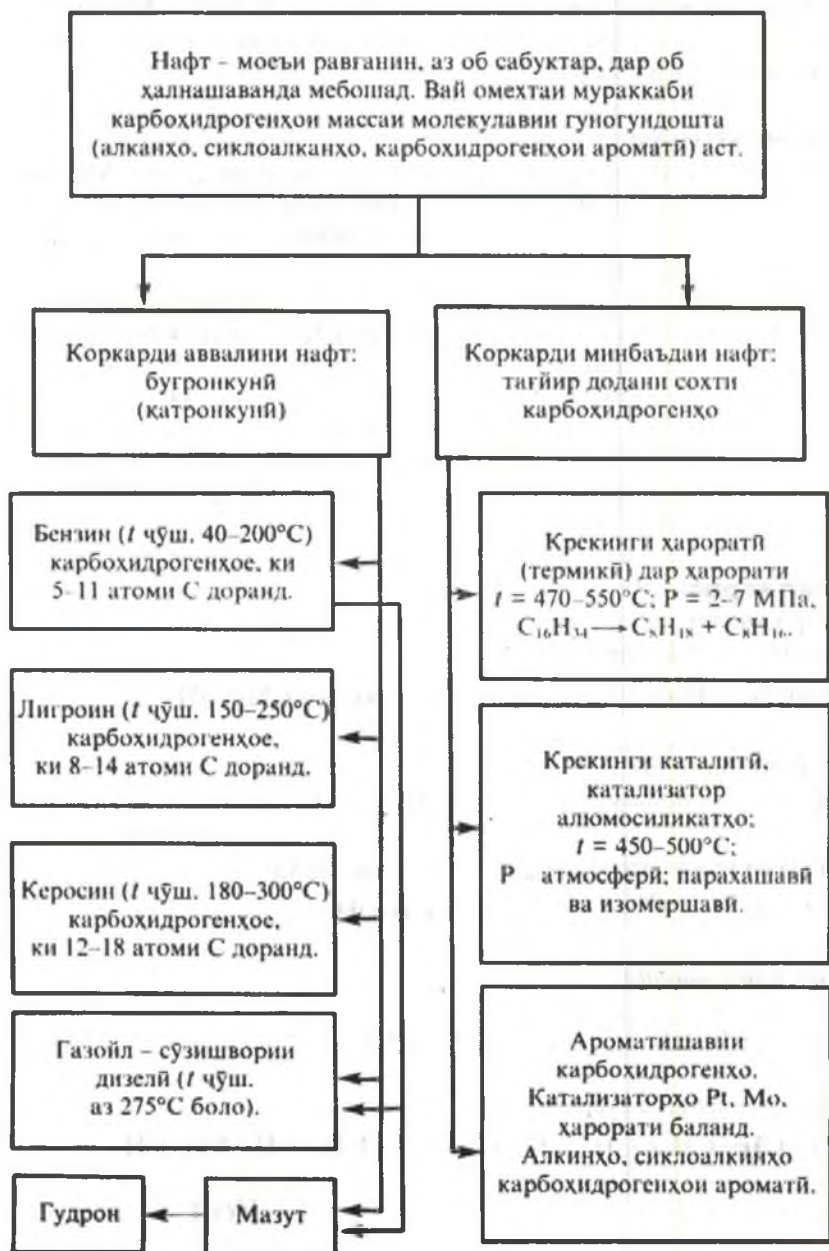 Нафт – моеъи равғанин, аз об сабуктар, дар об
ҳалнашаванда мебошад. Вай омехтаи мураккаби
карбоҳидрогенҳои массаи молекулавии гуногундошта
(алканҳо, сиклоалканҳо, карбоҳидрогенҳои ароматӣ) аст.
Коркарди аввалини нафт:
буғронкунӣ
(қатронкунӣ)
Бензин (t ҷӯш. 40–200°C)
карбоҳидрогенҳое, ки
5–11 атоми С доранд.
Лигроин (t ҷӯш. 150–250°C)
карбоҳидрогенҳое,
ки 8–14 атоми С доранд.
Керосин (t ҷӯш. 180–300°C)
карбоҳидрогенҳое,
ки 12–18 атоми С доранд.
Газойл – сӯзишвории
дизелӣ (t ҷӯш.
аз 275°C боло).
Гудрон
Мазут
Коркарди минбаъдаи нафт:
тағйир додани сохти
карбоҳидрогенҳо
Крекинги ҳароратӣ
(термикӣ) дар ҳарорати
t = 470–550°C; P = 2–7 МПа.
C₁₆H₃₄ → C₈H₁₈ + C₈H₁₆.
Крекинги каталитӣ,
катализатор
алюмосиликатҳо;
t = 450–500°C;
P – атмосферӣ; парахашавӣ
ва изомершавӣ.
Ароматишавии
карбоҳидрогенҳо.
Катализаторҳо Pt, Mo,
ҳарорати баланд.
Алкинҳо, сиклоалкинҳо
карбоҳидрогенҳои ароматӣ.